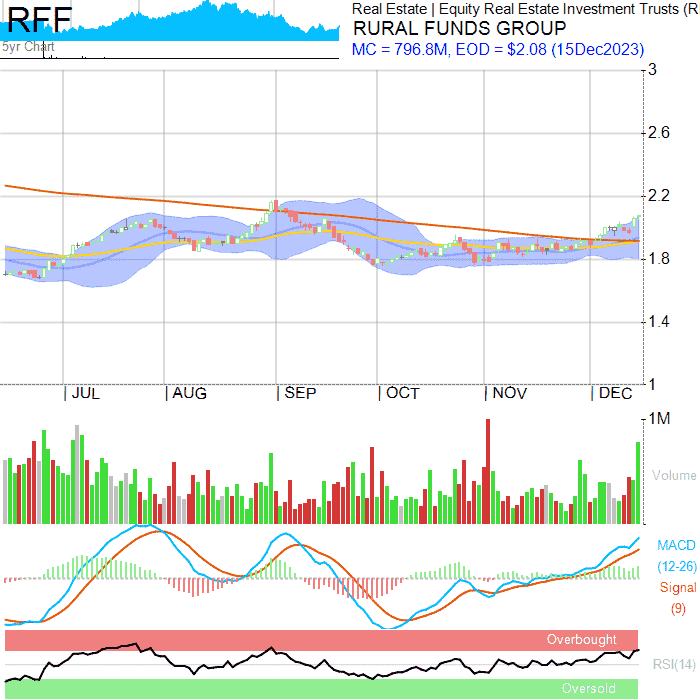 RFF
5yr Chart
Real Estate | Equity Real Estate Investment Trusts (R
RURAL FUNDS GROUP
MC = 796.8M, EOD = $2.08 (15Dec2023)
3
2.6
2.2
1.8
1.4
1
| JUL | AUG | SEP | OCT | NOV | DEC
1M
Volume
MACD
(12-26)
Signal
(9)
Overbought
RSI(14)
Oversold